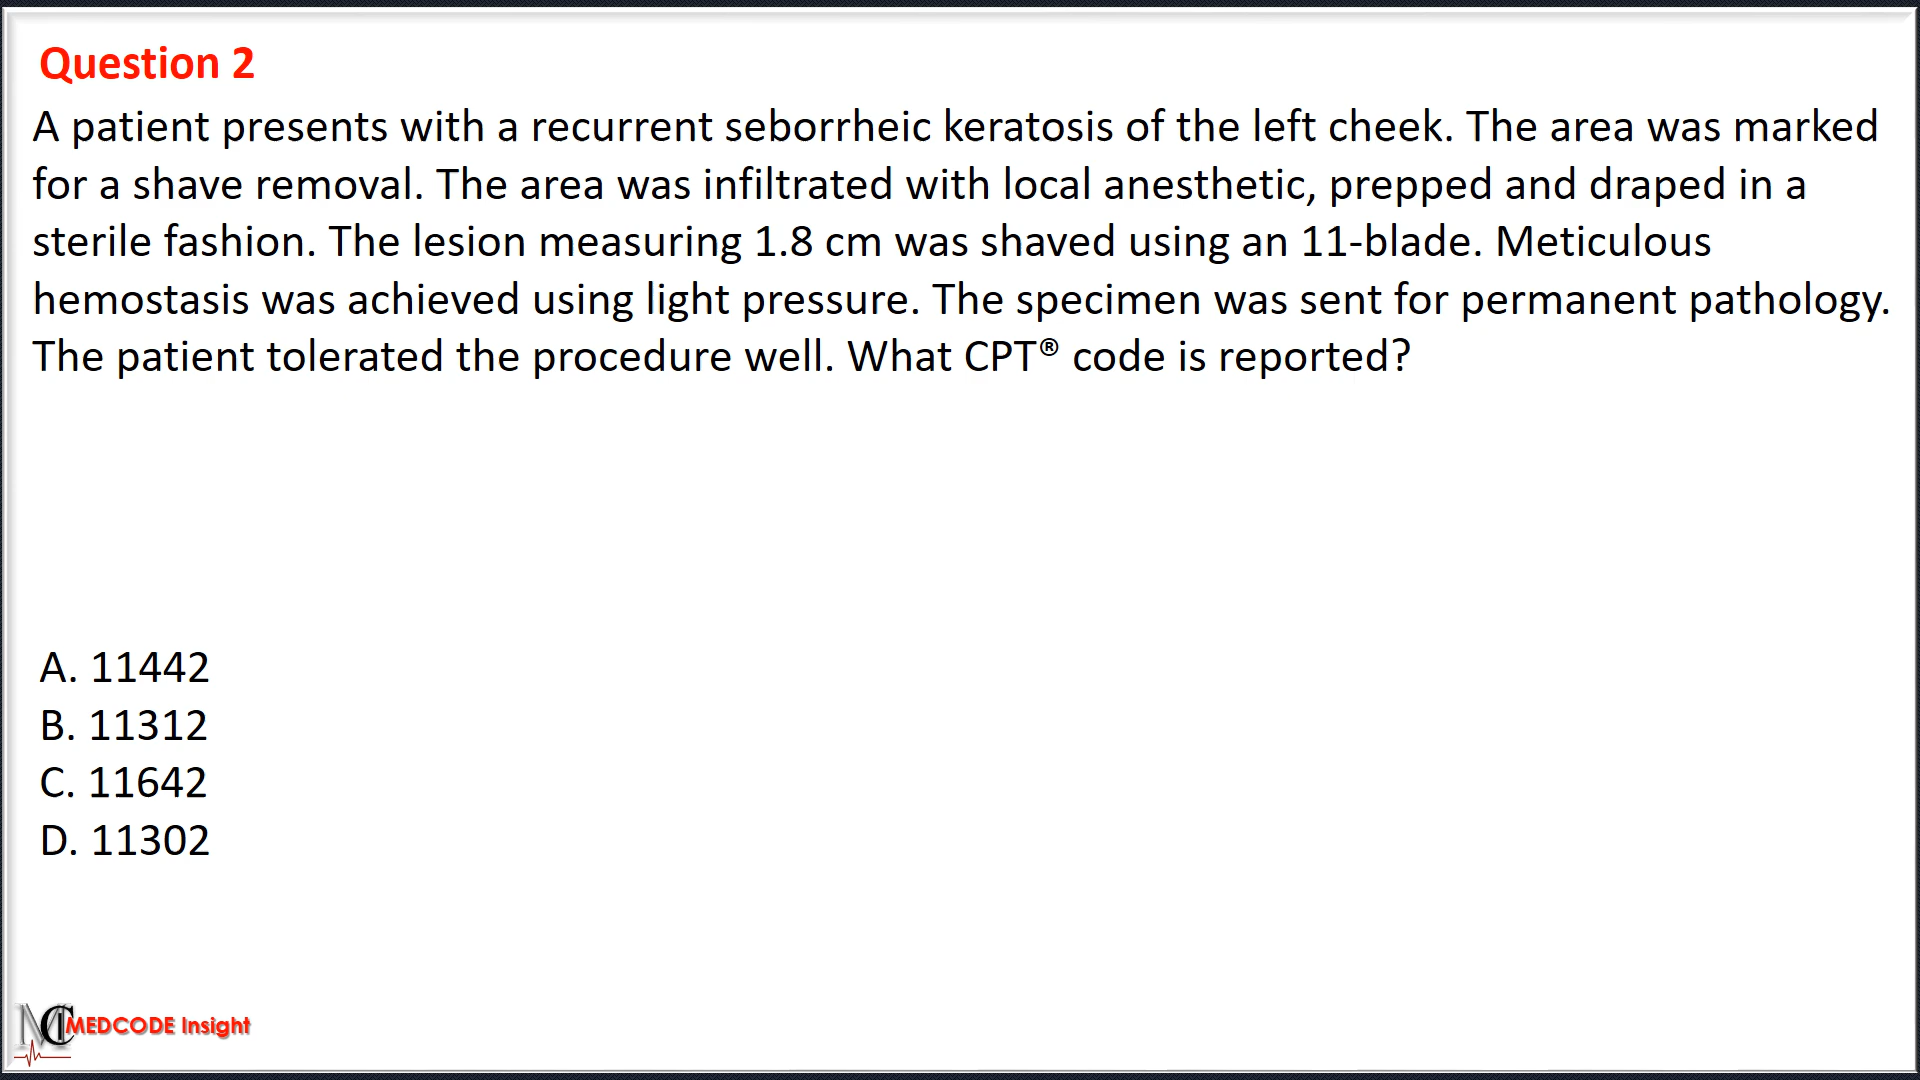 Question 2
A patient presents with a recurrent seborrheic keratosis of the left cheek. The area was marked
for a shave removal. The area was infiltrated with local anesthetic, prepped and draped in a
sterile fashion. The lesion measuring 1.8 cm was shaved using an 11-blade. Meticulous
hemostasis was achieved using light pressure. The specimen was sent for permanent pathology.
The patient tolerated the procedure well. What CPT® code is reported?
A. 11442
B. 11312
C. 11642
D. 11302
MC MEDCODE Insight